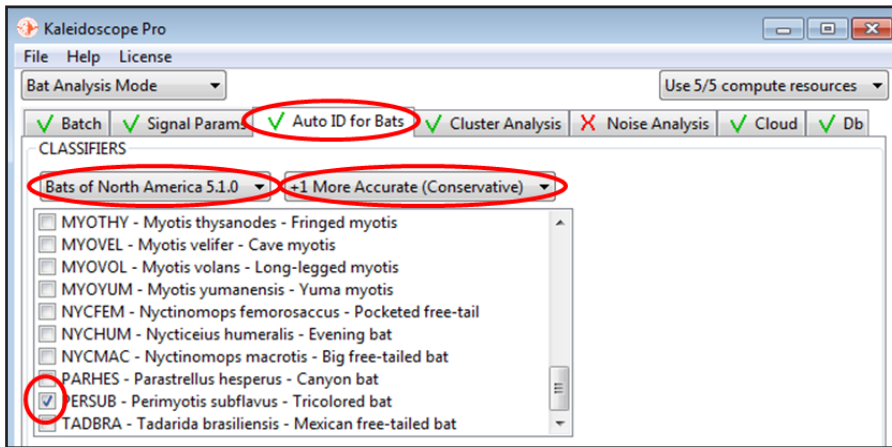 Kaleidoscope Pro
File Help License
Bat Analysis Mode Use 5/5 compute resources
Batch Signal Params Auto ID for Bats Cluster Analysis Noise Analysis Cloud Db
CLASSIFIERS
Bats of North America 5.1.0 +1 More Accurate (Conservative)
MYOTHY - Myotis thysanodes - Fringed myotis
MYOVEL - Myotis velifer - Cave myotis
MYOVOL - Myotis volans - Long-legged myotis
MYOYUM - Myotis yumanensis - Yuma myotis
NYCFEM - Nyctinomops femorosaccus - Pocketed free-tail
NYCHUM - Nycticeius humeralis - Evening bat
NYCMAC - Nyctinomops macrotis - Big free-tailed bat
PARHES - Parastrellus hesperus - Canyon bat
PERSUB - Perimyotis subflavus - Tricolored bat
TADBRA - Tadarida brasiliensis - Mexican free-tailed bat